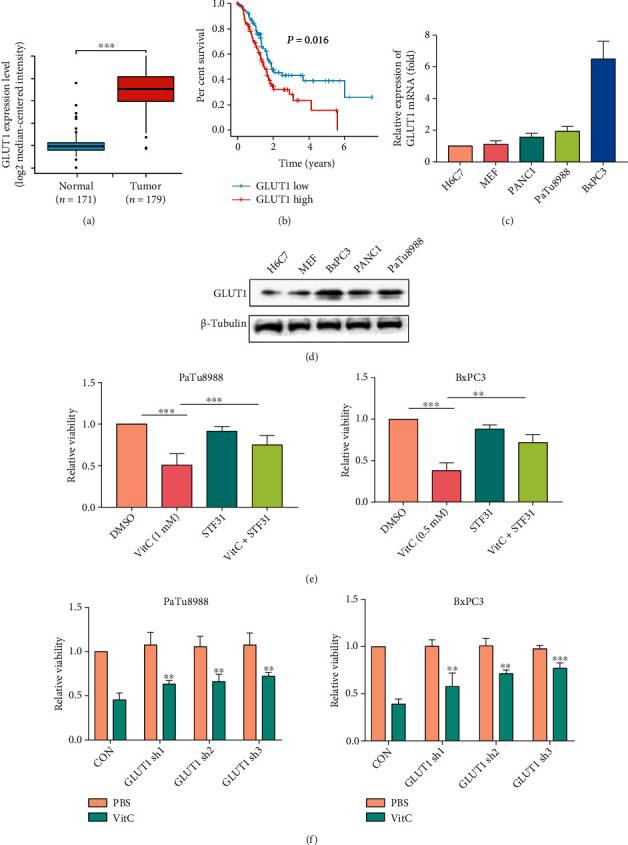 GLUT1 expression level
(log2 median-centered intensity)
***
Normal
(n = 171)
Tumor
(n = 179)
(a)
Per cent survival
1.0
0.8
0.6
0.4
0.2
0.0
P = 0.016
0
2
4
6
Time (years)
GLUT1 low
GLUT1 high
(b)
Relative expression of
GLUT1 mRNA (fold)
8
6
4
2
0
H6C7
MEF
PANC1
PaTu8988
BxPC3
(c)
H6C7
MEF
BxPC3
PANC1
PaTu8988
GLUT1
β-Tubulin
(d)
PaTu8988
Relative viability
1.5
1.0
0.5
0.0
***
***
DMSO
VitC (1 mM)
STF31
VitC + STF31
BxPC3
Relative viability
1.5
1.0
0.5
0.0
***
**
DMSO
VitC (0.5 mM)
STF31
VitC + STF31
(e)
PaTu8988
Relative viability
1.5
1.0
0.5
0.0
**
**
**
CON
GLUT1 sh1
GLUT1 sh2
GLUT1 sh3
PBS
VitC
BxPC3
Relative viability
1.5
1.0
0.5
0.0
**
**
***
CON
GLUT1 sh1
GLUT1 sh2
GLUT1 sh3
PBS
VitC
(f)